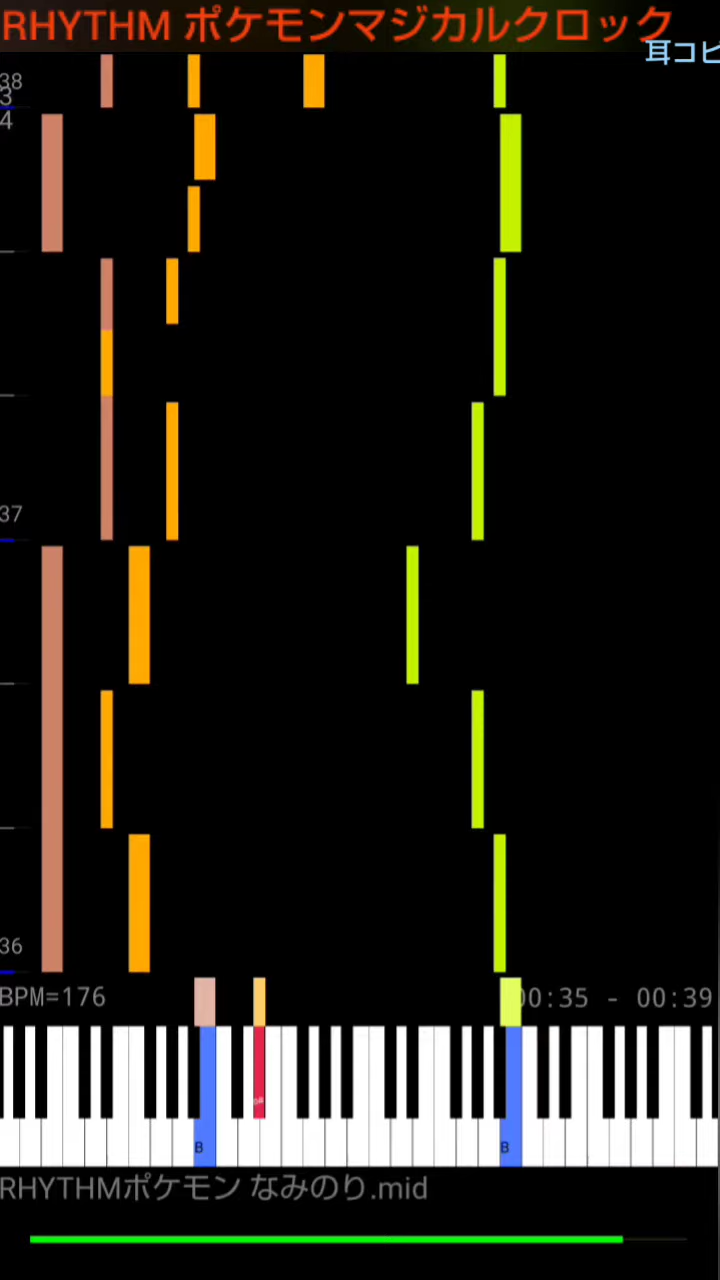 RHYTHM ポケモンマジカルクロック
耳コピ
38
3
4
37
36
BPM=176
00:35 - 00:39
D#
B
B
RHYTHMポケモン なみのり.mid